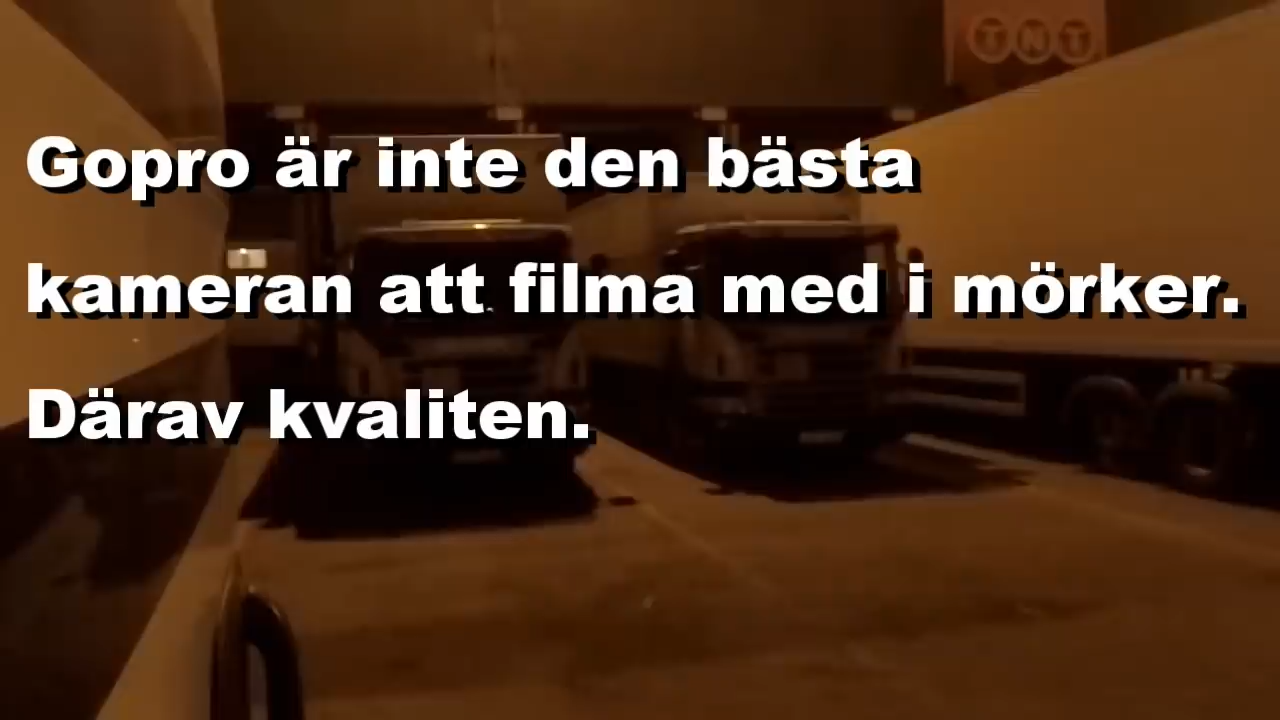 TNT
Gopro är inte den bästa
kameran att filma med i mörker.
Därav kvaliten.